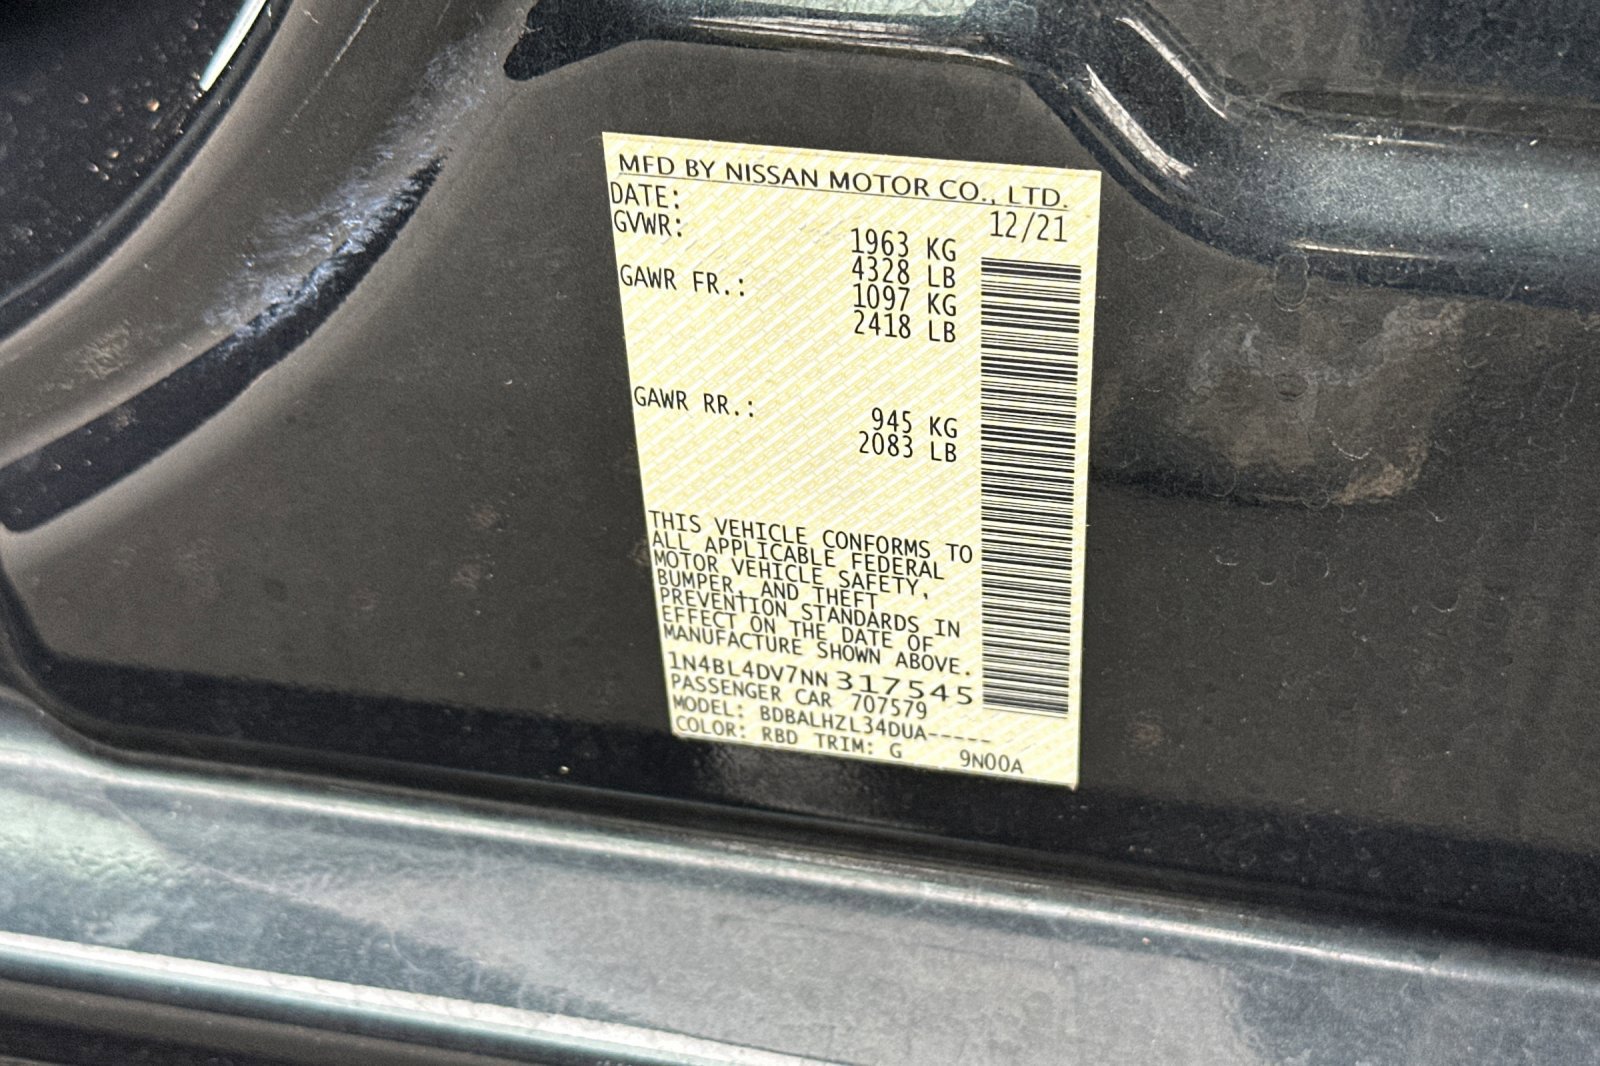 MFD BY NISSAN MOTOR CO., LTD.
DATE: 12/21
GVWR: 1963 KG
4328 LB
GAWR FR.: 1097 KG
2418 LB
GAWR RR.: 945 KG
2083 LB
THIS VEHICLE CONFORMS TO
ALL APPLICABLE FEDERAL
MOTOR VEHICLE SAFETY,
BUMPER, AND THEFT
PREVENTION STANDARDS IN
EFFECT ON THE DATE OF
MANUFACTURE SHOWN ABOVE.
1N4BL4DV7NN317545
PASSENGER CAR 707579
MODEL: BDBALHZL34DUA-----
COLOR: RBD TRIM: G 9N00A